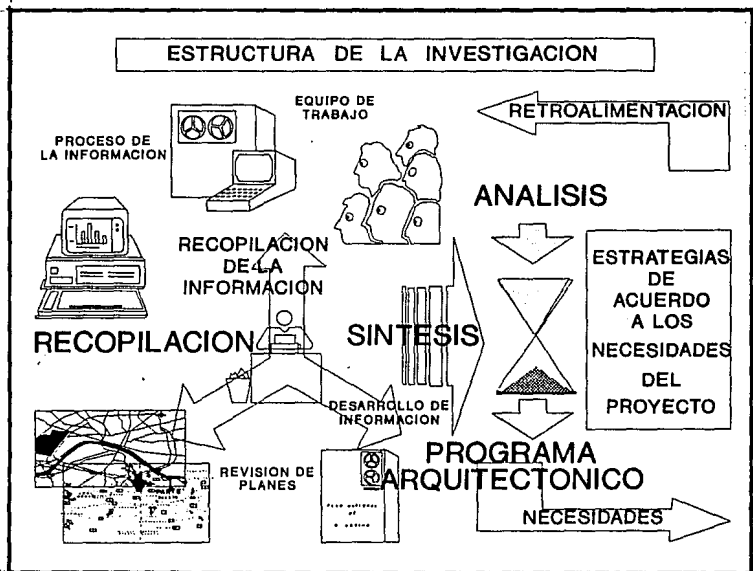 ESTRUCTURA DE LA INVESTIGACION
EQUIPO DE
TRABAJO
RETROALIMENTACION
PROCESO DE
LA INFORMACION
ANALISIS
RECOPILACION
DE LA
INFORMACION
ESTRATEGIAS
DE
ACUERDO
A LOS
NECESIDADES
DEL
PROYECTO
RECOPILACION
SINTESIS
DESARROLLO DE
INFORMACION
REVISION DE
PLANES
PROGRAMA
ARQUITECTONICO
NECESIDADES